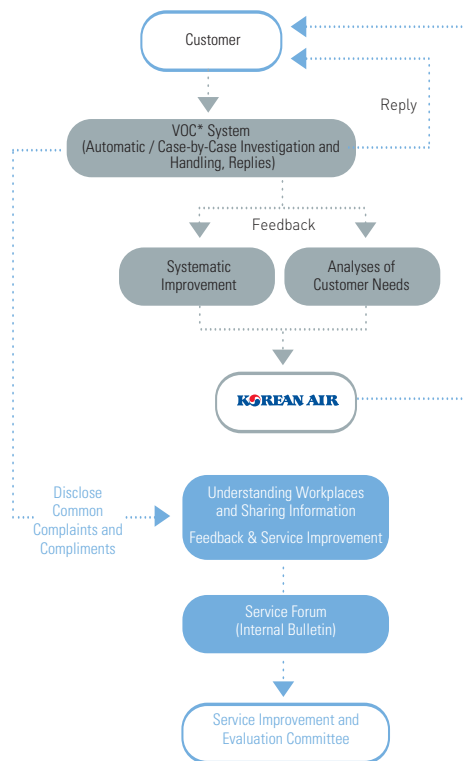 Customer
Reply
VOC* System
(Automatic / Case-by-Case Investigation and
Handling, Replies)
Feedback
Systematic
Improvement
Analyses of
Customer Needs
KOREAN AIR
Disclose
Common
Complaints and
Compliments
Understanding Workplaces
and Sharing Information
Feedback & Service Improvement
Service Forum
(Internal Bulletin)
Service Improvement and
Evaluation Committee